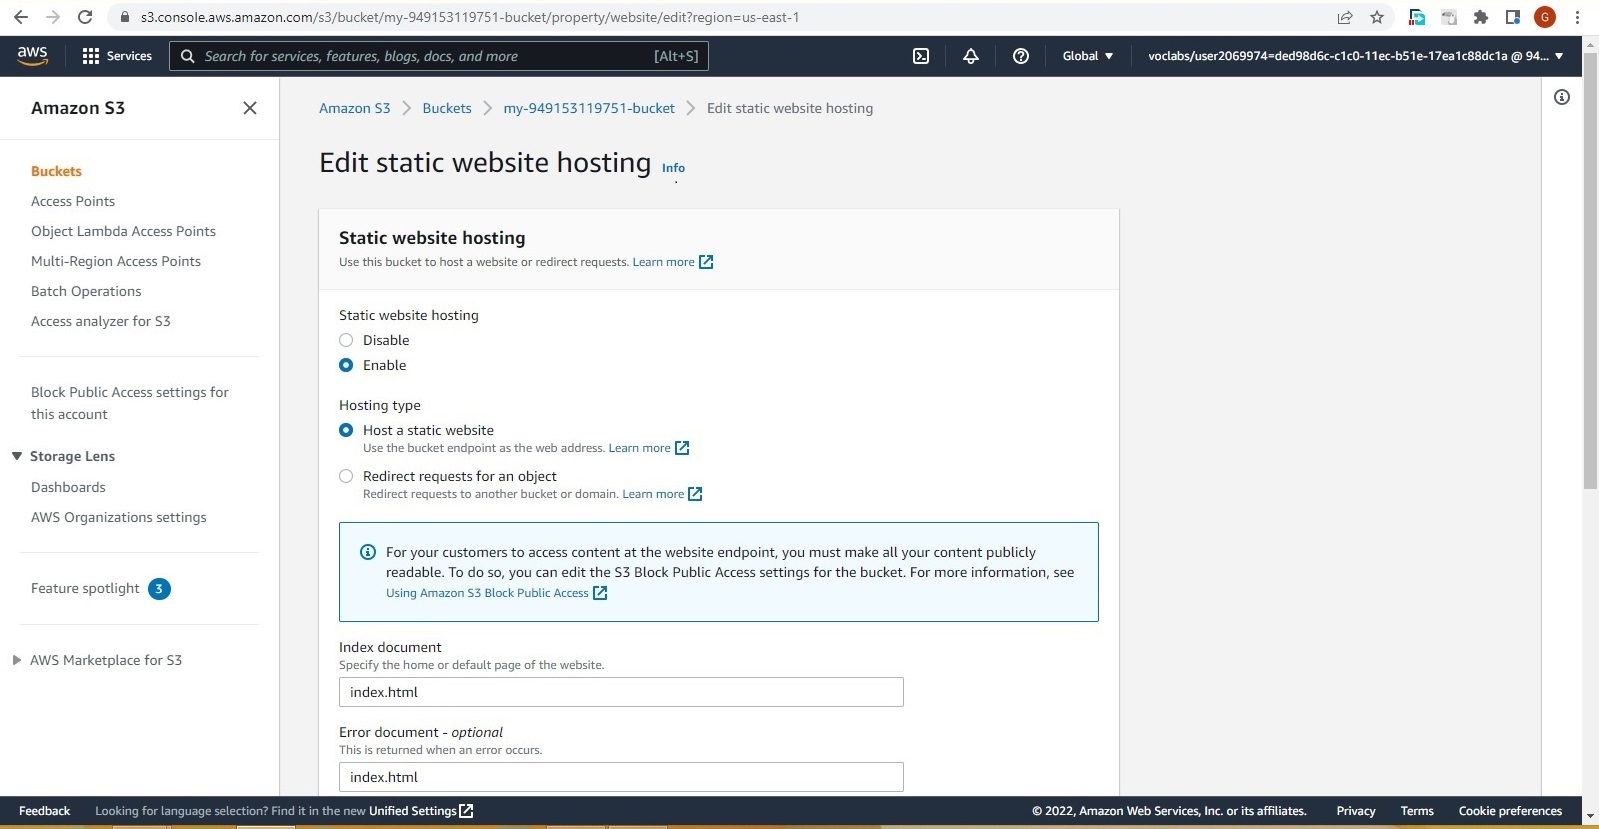 s3.console.aws.amazon.com/s3/bucket/my-949153119751-bucket/property/website/edit?region=us-east-1
G
aws
Services
Search for services, features, blogs, docs, and more
[Alt+S]
Global
voclabs/user2069974=ded98d6c-c1c0-11ec-b51e-17ea1c88dc1a @ 94...
Amazon S3
Buckets
Access Points
Object Lambda Access Points
Multi-Region Access Points
Batch Operations
Access analyzer for S3
Block Public Access settings for
this account
Storage Lens
Dashboards
AWS Organizations settings
Feature spotlight 3
AWS Marketplace for S3
Amazon S3 > Buckets > my-949153119751-bucket > Edit static website hosting
Edit static website hosting Info
Static website hosting
Use this bucket to host a website or redirect requests. Learn more
Static website hosting
Disable
Enable
Hosting type
Host a static website
Use the bucket endpoint as the web address. Learn more
Redirect requests for an object
Redirect requests to another bucket or domain. Learn more
For your customers to access content at the website endpoint, you must make all your content publicly
readable. To do so, you can edit the S3 Block Public Access settings for the bucket. For more information, see
Using Amazon S3 Block Public Access
Index document
Specify the home or default page of the website.
index.html
Error document - optional
This is returned when an error occurs.
index.html
Feedback
Looking for language selection? Find it in the new Unified Settings
© 2022, Amazon Web Services, Inc. or its affiliates.
Privacy
Terms
Cookie preferences